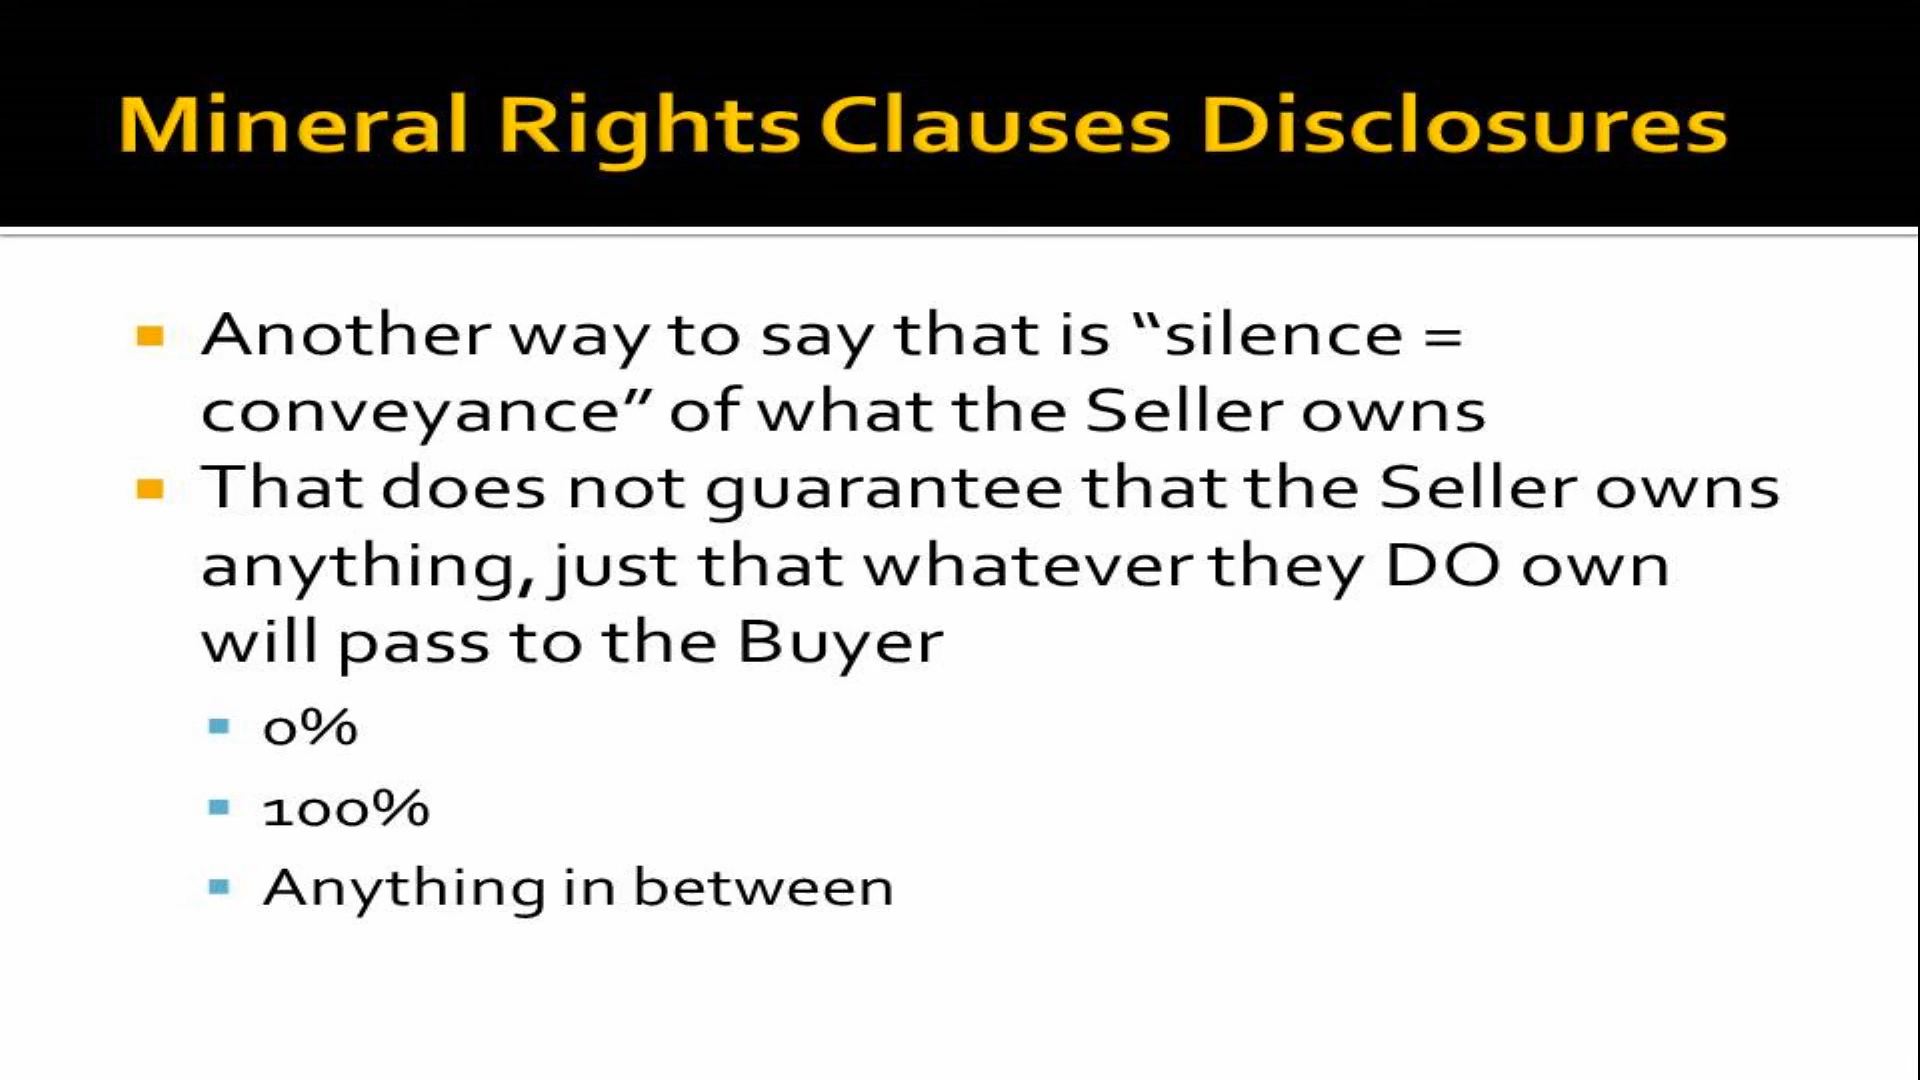 Mineral Rights Clauses Disclosures
Another way to say that is “silence =
conveyance” of what the Seller owns
That does not guarantee that the Seller owns
anything, just that whatever they DO own
will pass to the Buyer
0%
100%
Anything in between